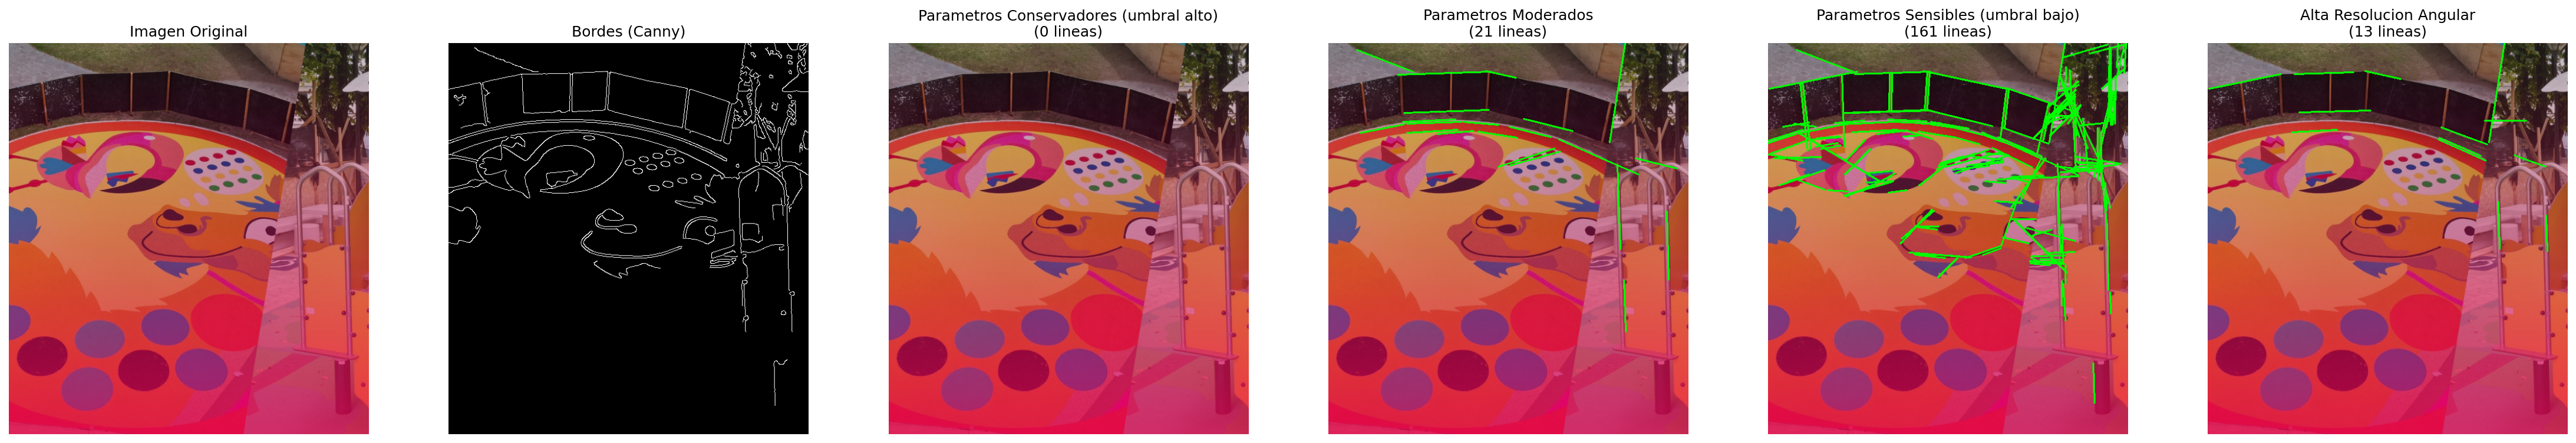 Imagen Original
Bordes (Canny)
Parametros Conservadores (umbral alto)
(0 lineas)
Parametros Moderados
(21 lineas)
Parametros Sensibles (umbral bajo)
(161 lineas)
Alta Resolucion Angular
(13 lineas)